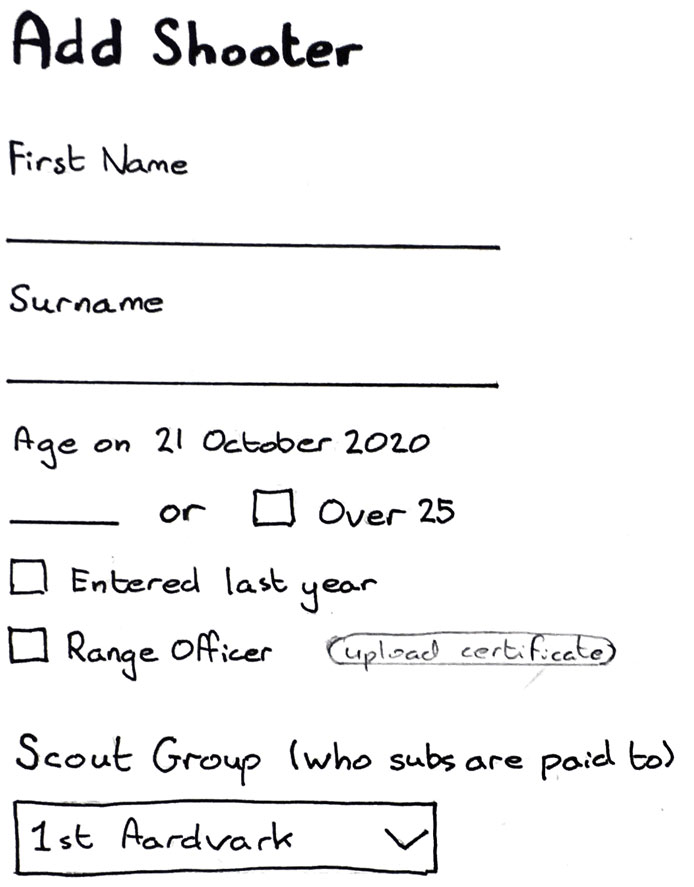 Add Shooter
First Name
Surname
Age on 21 October 2020
or Over 25
Entered last year
Range Officer (upload certificate)
Scout Group (who subs are paid to)
1st Aardvark